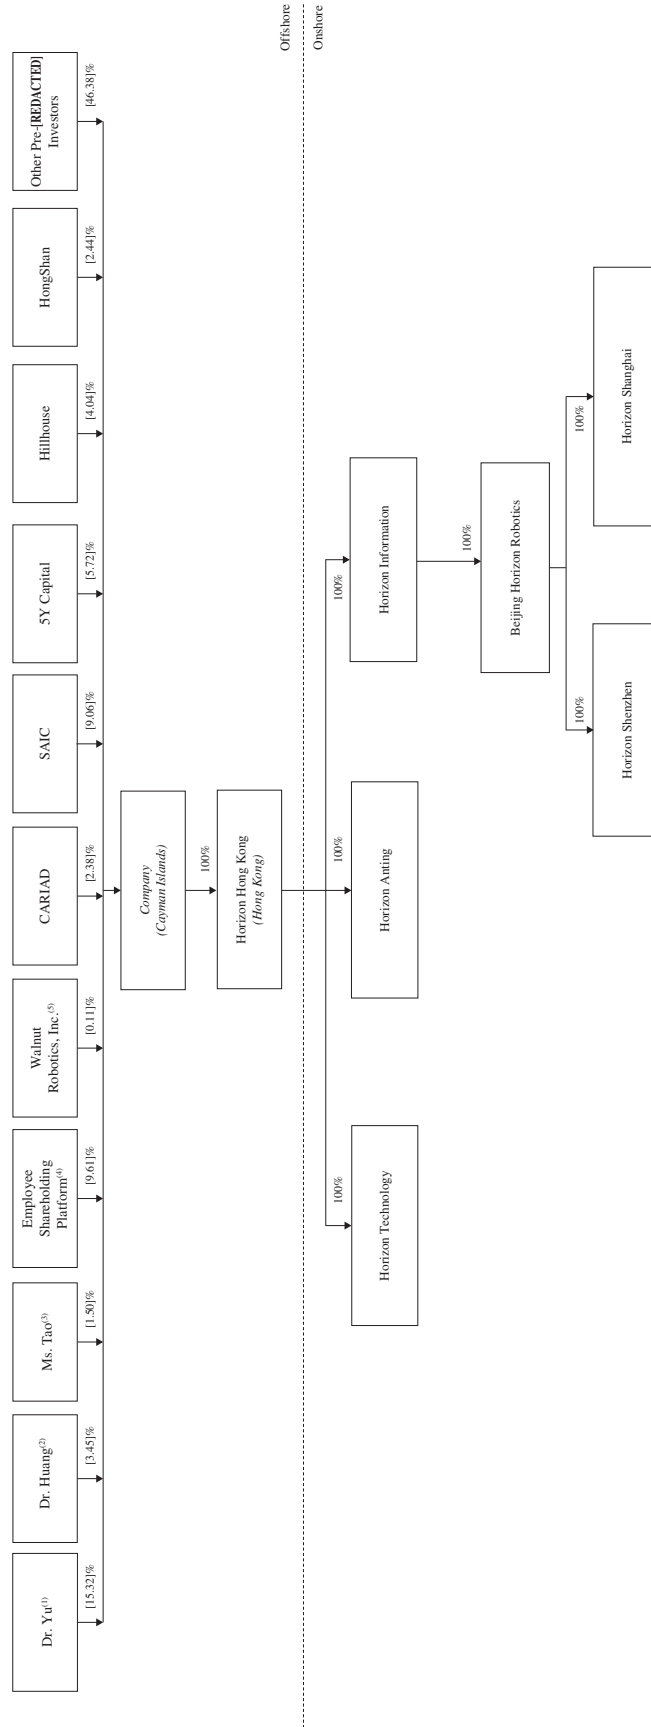 Dr. Yu(1)
Dr. Huang(2)
Ms. Tao(3)
Employee
Shareholding
Platform(4)
Walnut
Robotics, Inc.(5)
CARIAD
SAIC
5Y Capital
Hillhouse
HongShan
Other Pre-[REDACTED]
Investors
[15.32]%
[3.45]%
[1.50]%
[9.61]%
[0.11]%
[2.38]%
[9.06]%
[5.72]%
[4.04]%
[2.44]%
[46.38]%
Company
(Cayman Islands)
100%
Horizon Hong Kong
(Hong Kong)
Offshore
Onshore
100%
100%
100%
Horizon Technology
Horizon Anting
Horizon Information
100%
Beijing Horizon Robotics
100%
100%
Horizon Shenzhen
Horizon Shanghai